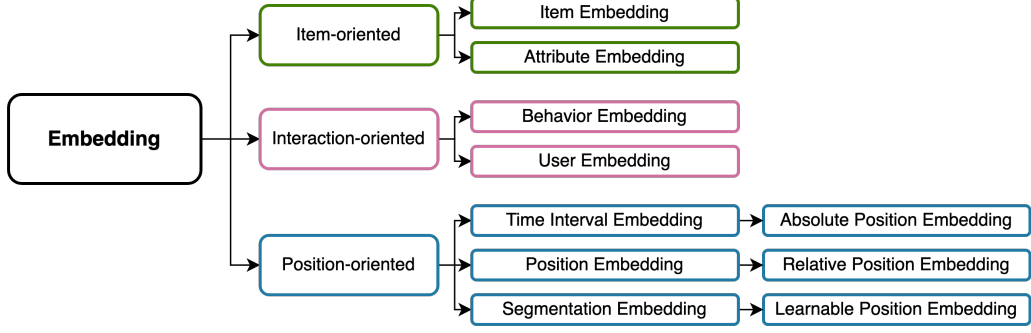 Embedding
Item-oriented
Item Embedding
Attribute Embedding
Interaction-oriented
Behavior Embedding
User Embedding
Position-oriented
Time Interval Embedding
Absolute Position Embedding
Position Embedding
Relative Position Embedding
Segmentation Embedding
Learnable Position Embedding